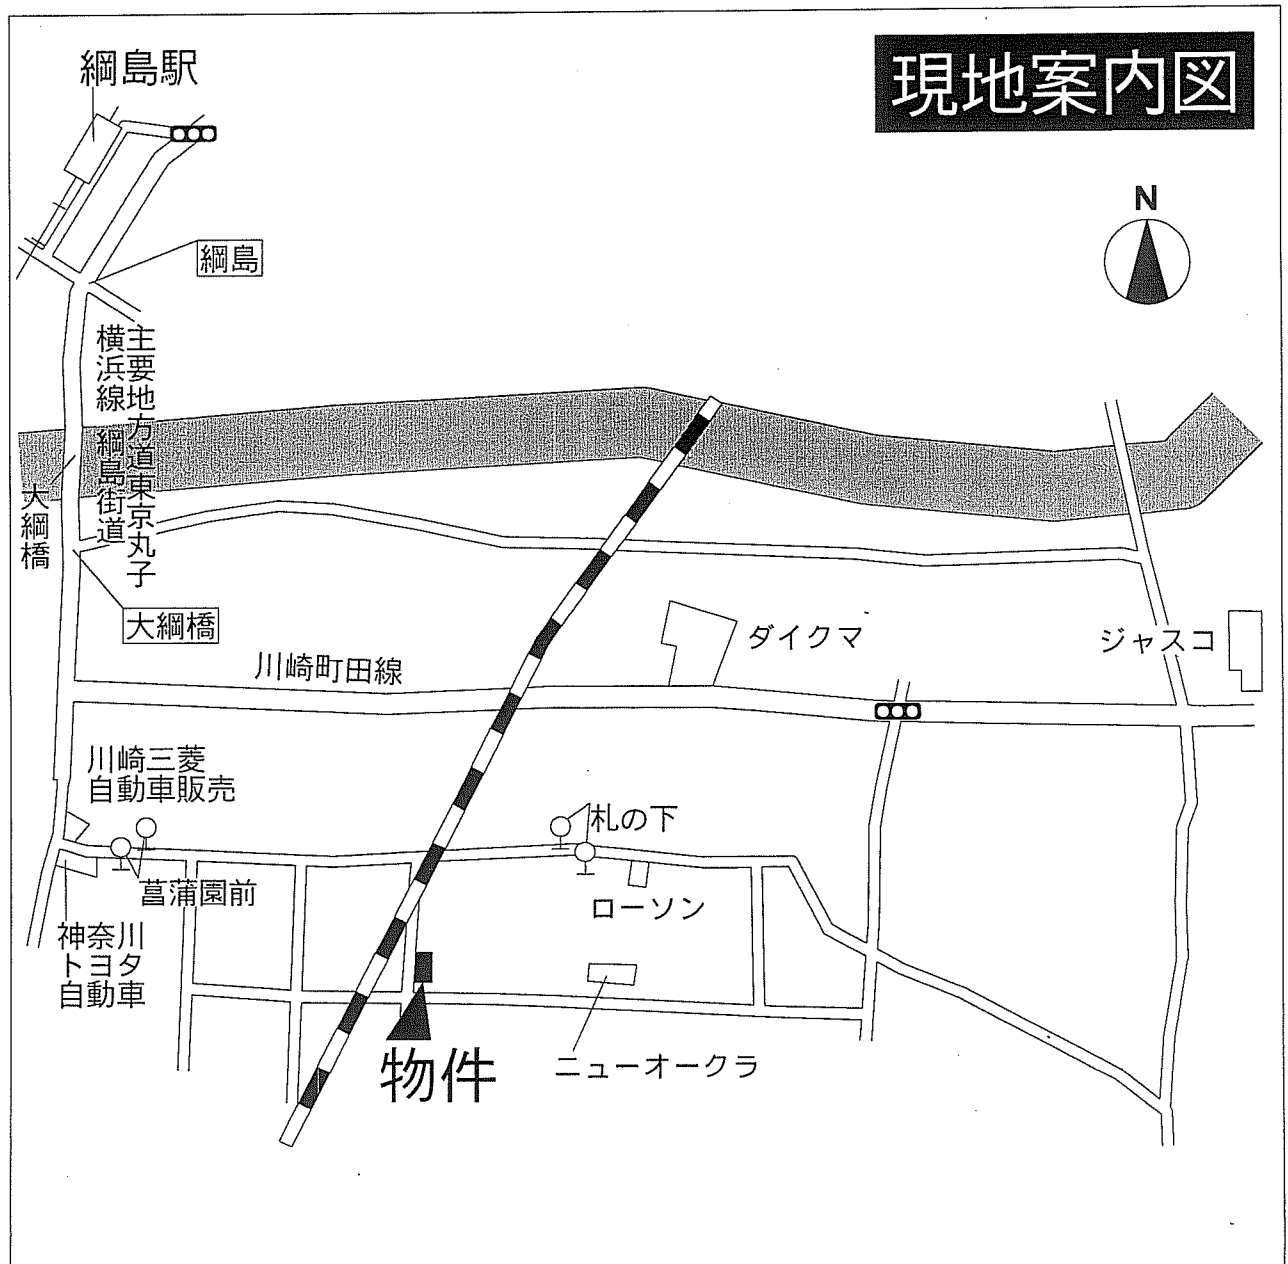 現地案内図
綱島駅
N
綱島
主要地方道東京丸子
横浜線 綱島街道
大綱橋
大綱橋
ダイクマ
ジャスコ
川崎町田線
川崎三菱
自動車販売
札の下
菖蒲園前
ローソン
神奈川
トヨタ
自動車
物件
ニューオークラ